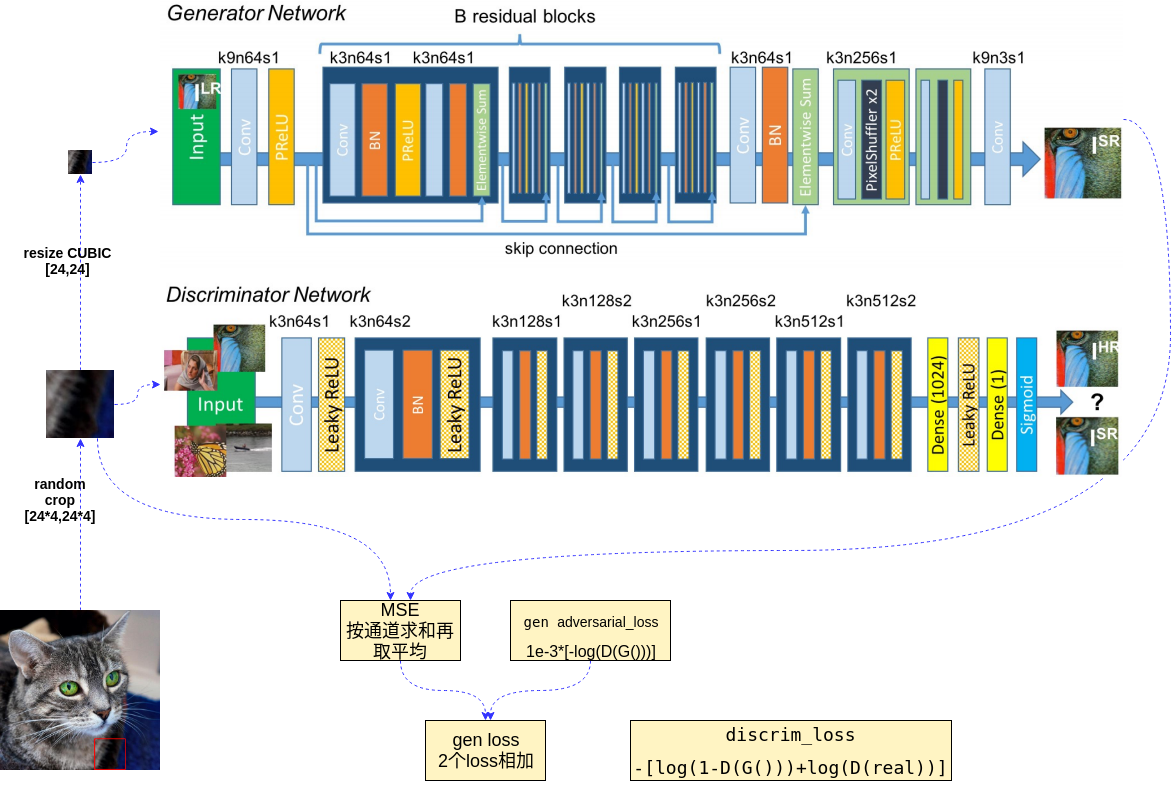 Generator Network
B residual blocks
k9n64s1
k3n64s1
k3n64s1
k3n64s1
k3n256s1
k9n3s1
I LR
Input
Conv
PReLU
Conv
BN
PReLU
Elementwise Sum
Conv
BN
Elementwise Sum
Conv
PixelShuffler x2
PReLU
Conv
I SR
skip connection
resize CUBIC
[24,24]
Discriminator Network
k3n64s1
k3n64s2
k3n128s1
k3n128s2
k3n256s1
k3n256s2
k3n512s1
k3n512s2
Input
Conv
Leaky ReLU
Conv
BN
Leaky ReLU
Dense (1024)
Leaky ReLU
Dense (1)
Sigmoid
I HR
?
I SR
random
crop
[24*4,24*4]
MSE
按通道求和再
取平均
gen adversarial_loss
1e-3*[-log(D(G()))]
gen loss
2个loss相加
discrim_loss
-[log(1-D(G()))+log(D(real))]